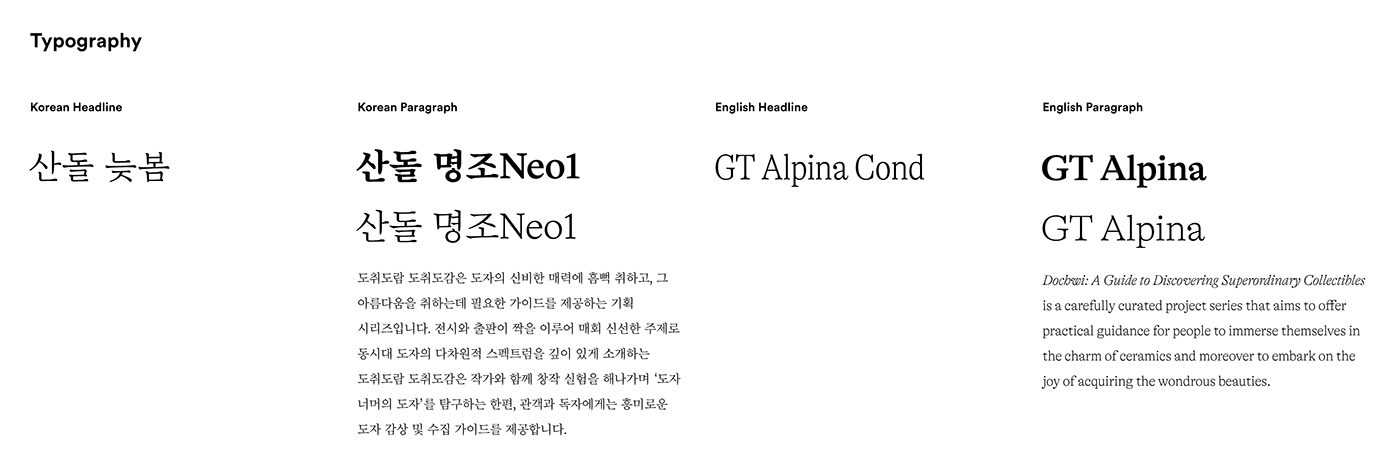 Typography
Korean Headline
산돌 늦봄
Korean Paragraph
산돌 명조Neo1
산돌 명조Neo1
도취도람 도취도감은 도자의 신비한 매력에 흠뻑 취하고, 그
아름다움을 취하는데 필요한 가이드를 제공하는 기획
시리즈입니다. 전시와 출판이 짝을 이루어 매회 신선한 주제로
동시대 도자의 다차원적 스펙트럼을 깊이 있게 소개하는
도취도람 도취도감은 작가와 함께 창작 실험을 해나가며 ‘도자
너머의 도자’를 탐구하는 한편, 관객과 독자에게는 흥미로운
도자 감상 및 수집 가이드를 제공합니다.
English Headline
GT Alpina Cond
English Paragraph
GT Alpina
GT Alpina
Dochwi: A Guide to Discovering Superordinary Collectibles
is a carefully curated project series that aims to offer
practical guidance for people to immerse themselves in
the charm of ceramics and moreover to embark on the
joy of acquiring the wondrous beauties.